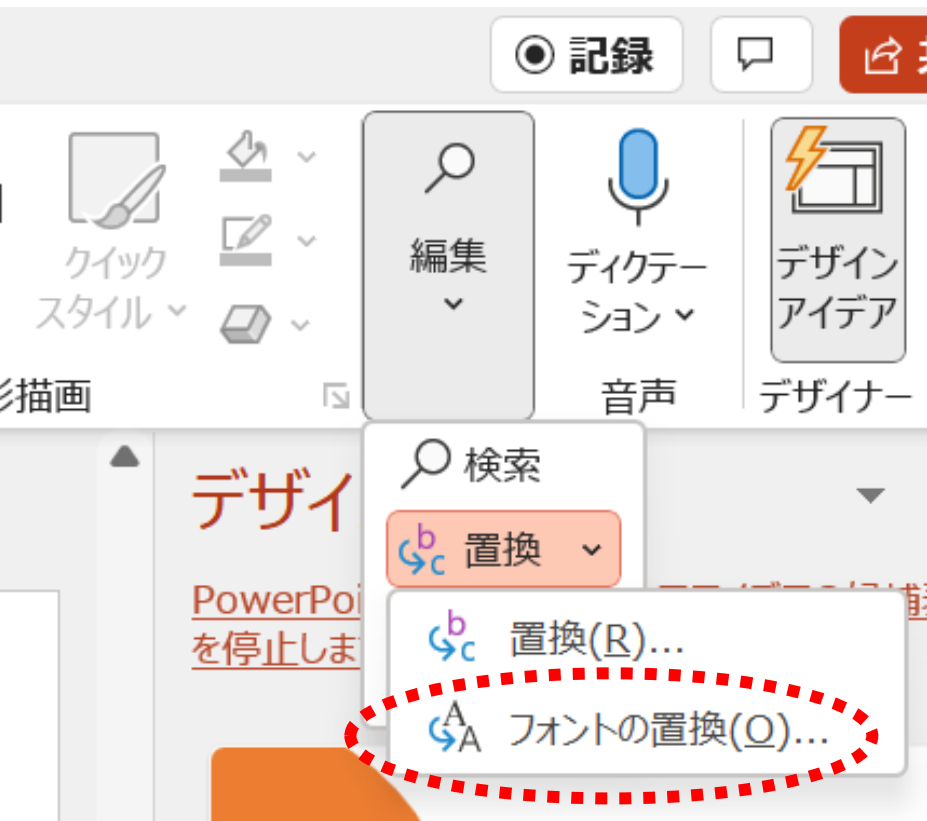 記録
クイック
スタイル
編集
ディクテー
ション
デザイン
アイデア
描画
音声
デザイナー
検索
デザイ
置換
PowerPoi
を停止しま
置換(R)...
フォントの置換(O)...